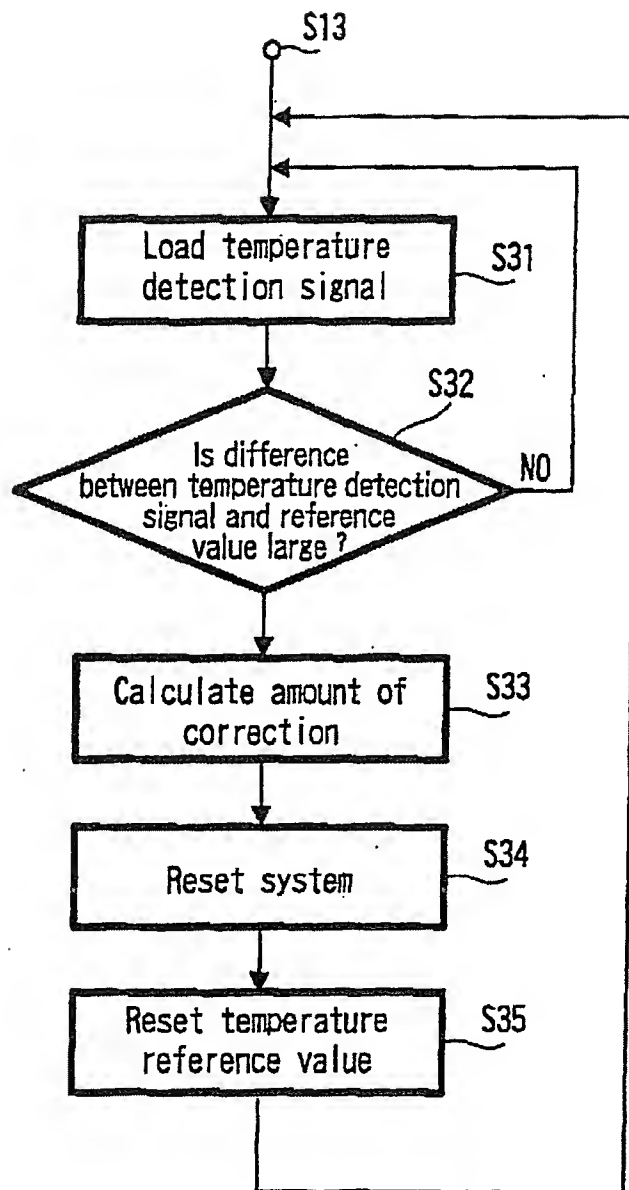 S13
Load temperature
detection signal
S31
S32
Is difference
between temperature detection
signal and reference
value large ?
NO
Calculate amount of
correction
S33
Reset system
S34
Reset temperature
reference value
S35